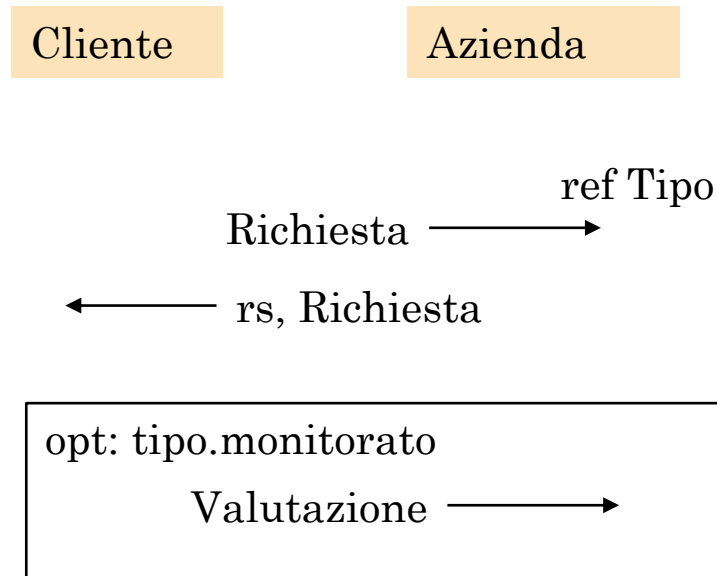 Cliente Azienda
ref Tipo
Richiesta
rs, Richiesta
opt: tipo.monitorato
Valutazione